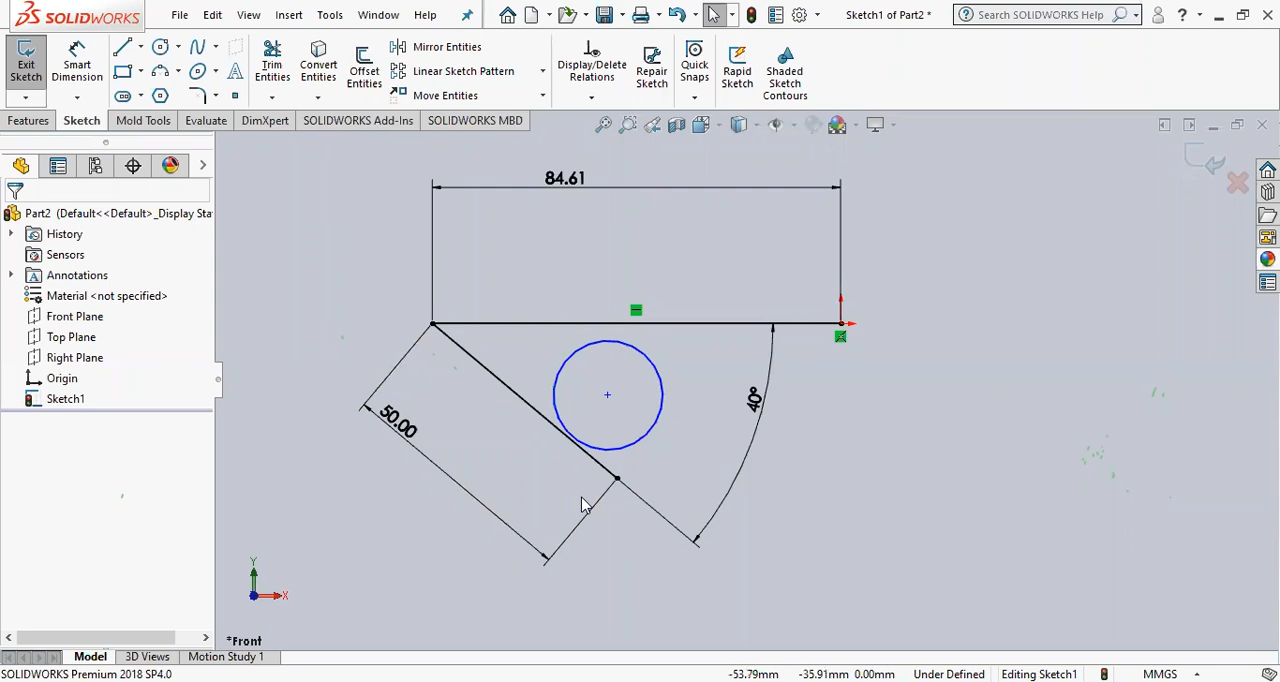 SOLIDWORKS File Edit View Insert Tools Window Help Sketch1 of Part2 * Search SOLIDWORKS Help ?
Exit Sketch
Smart Dimension
Trim Entities
Convert Entities
Offset Entities
Mirror Entities
Linear Sketch Pattern
Move Entities
Display/Delete Relations
Repair Sketch
Quick Snaps
Rapid Sketch
Shaded Sketch Contours
Features Sketch Mold Tools Evaluate DimXpert SOLIDWORKS Add-Ins SOLIDWORKS MBD
Part2 (Default<<Default>_Display Sta
History
Sensors
Annotations
Material <not specified>
Front Plane
Top Plane
Right Plane
Origin
Sketch1
84.61
40°
50.00
Y
X
*Front
Model 3D Views Motion Study 1
SOLIDWORKS Premium 2018 SP4.0 -53.79mm -35.91mm 0.00mm Under Defined Editing Sketch1 MMGS